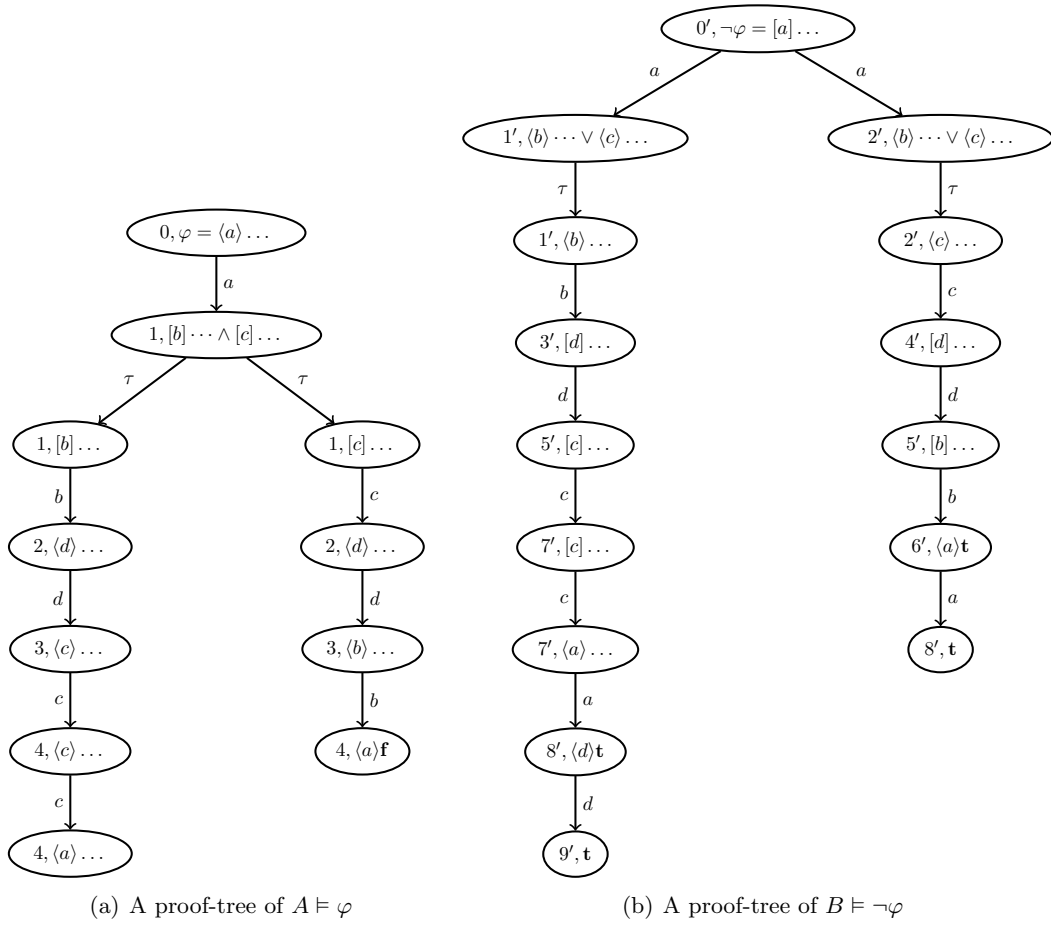 0, φ = ⟨a⟩ …
a
1, [b] ⋯ ∧ [c] …
τ
τ
1, [b] …
1, [c] …
b
c
2, ⟨d⟩ …
2, ⟨d⟩ …
d
d
3, ⟨c⟩ …
3, ⟨b⟩ …
c
b
4, ⟨c⟩ …
4, ⟨a⟩f
c
4, ⟨a⟩ …
(a) A proof-tree of A ⊨ φ
0′, ¬φ = [a] …
a
a
1′, ⟨b⟩ ⋯ ∨ ⟨c⟩ …
2′, ⟨b⟩ ⋯ ∨ ⟨c⟩ …
τ
τ
1′, ⟨b⟩ …
2′, ⟨c⟩ …
b
c
3′, [d] …
4′, [d] …
d
d
5′, [c] …
5′, [b] …
c
b
7′, [c] …
6′, ⟨a⟩t
c
a
7′, ⟨a⟩ …
8′, t
a
8′, ⟨d⟩t
d
9′, t
(b) A proof-tree of B ⊨ ¬φ